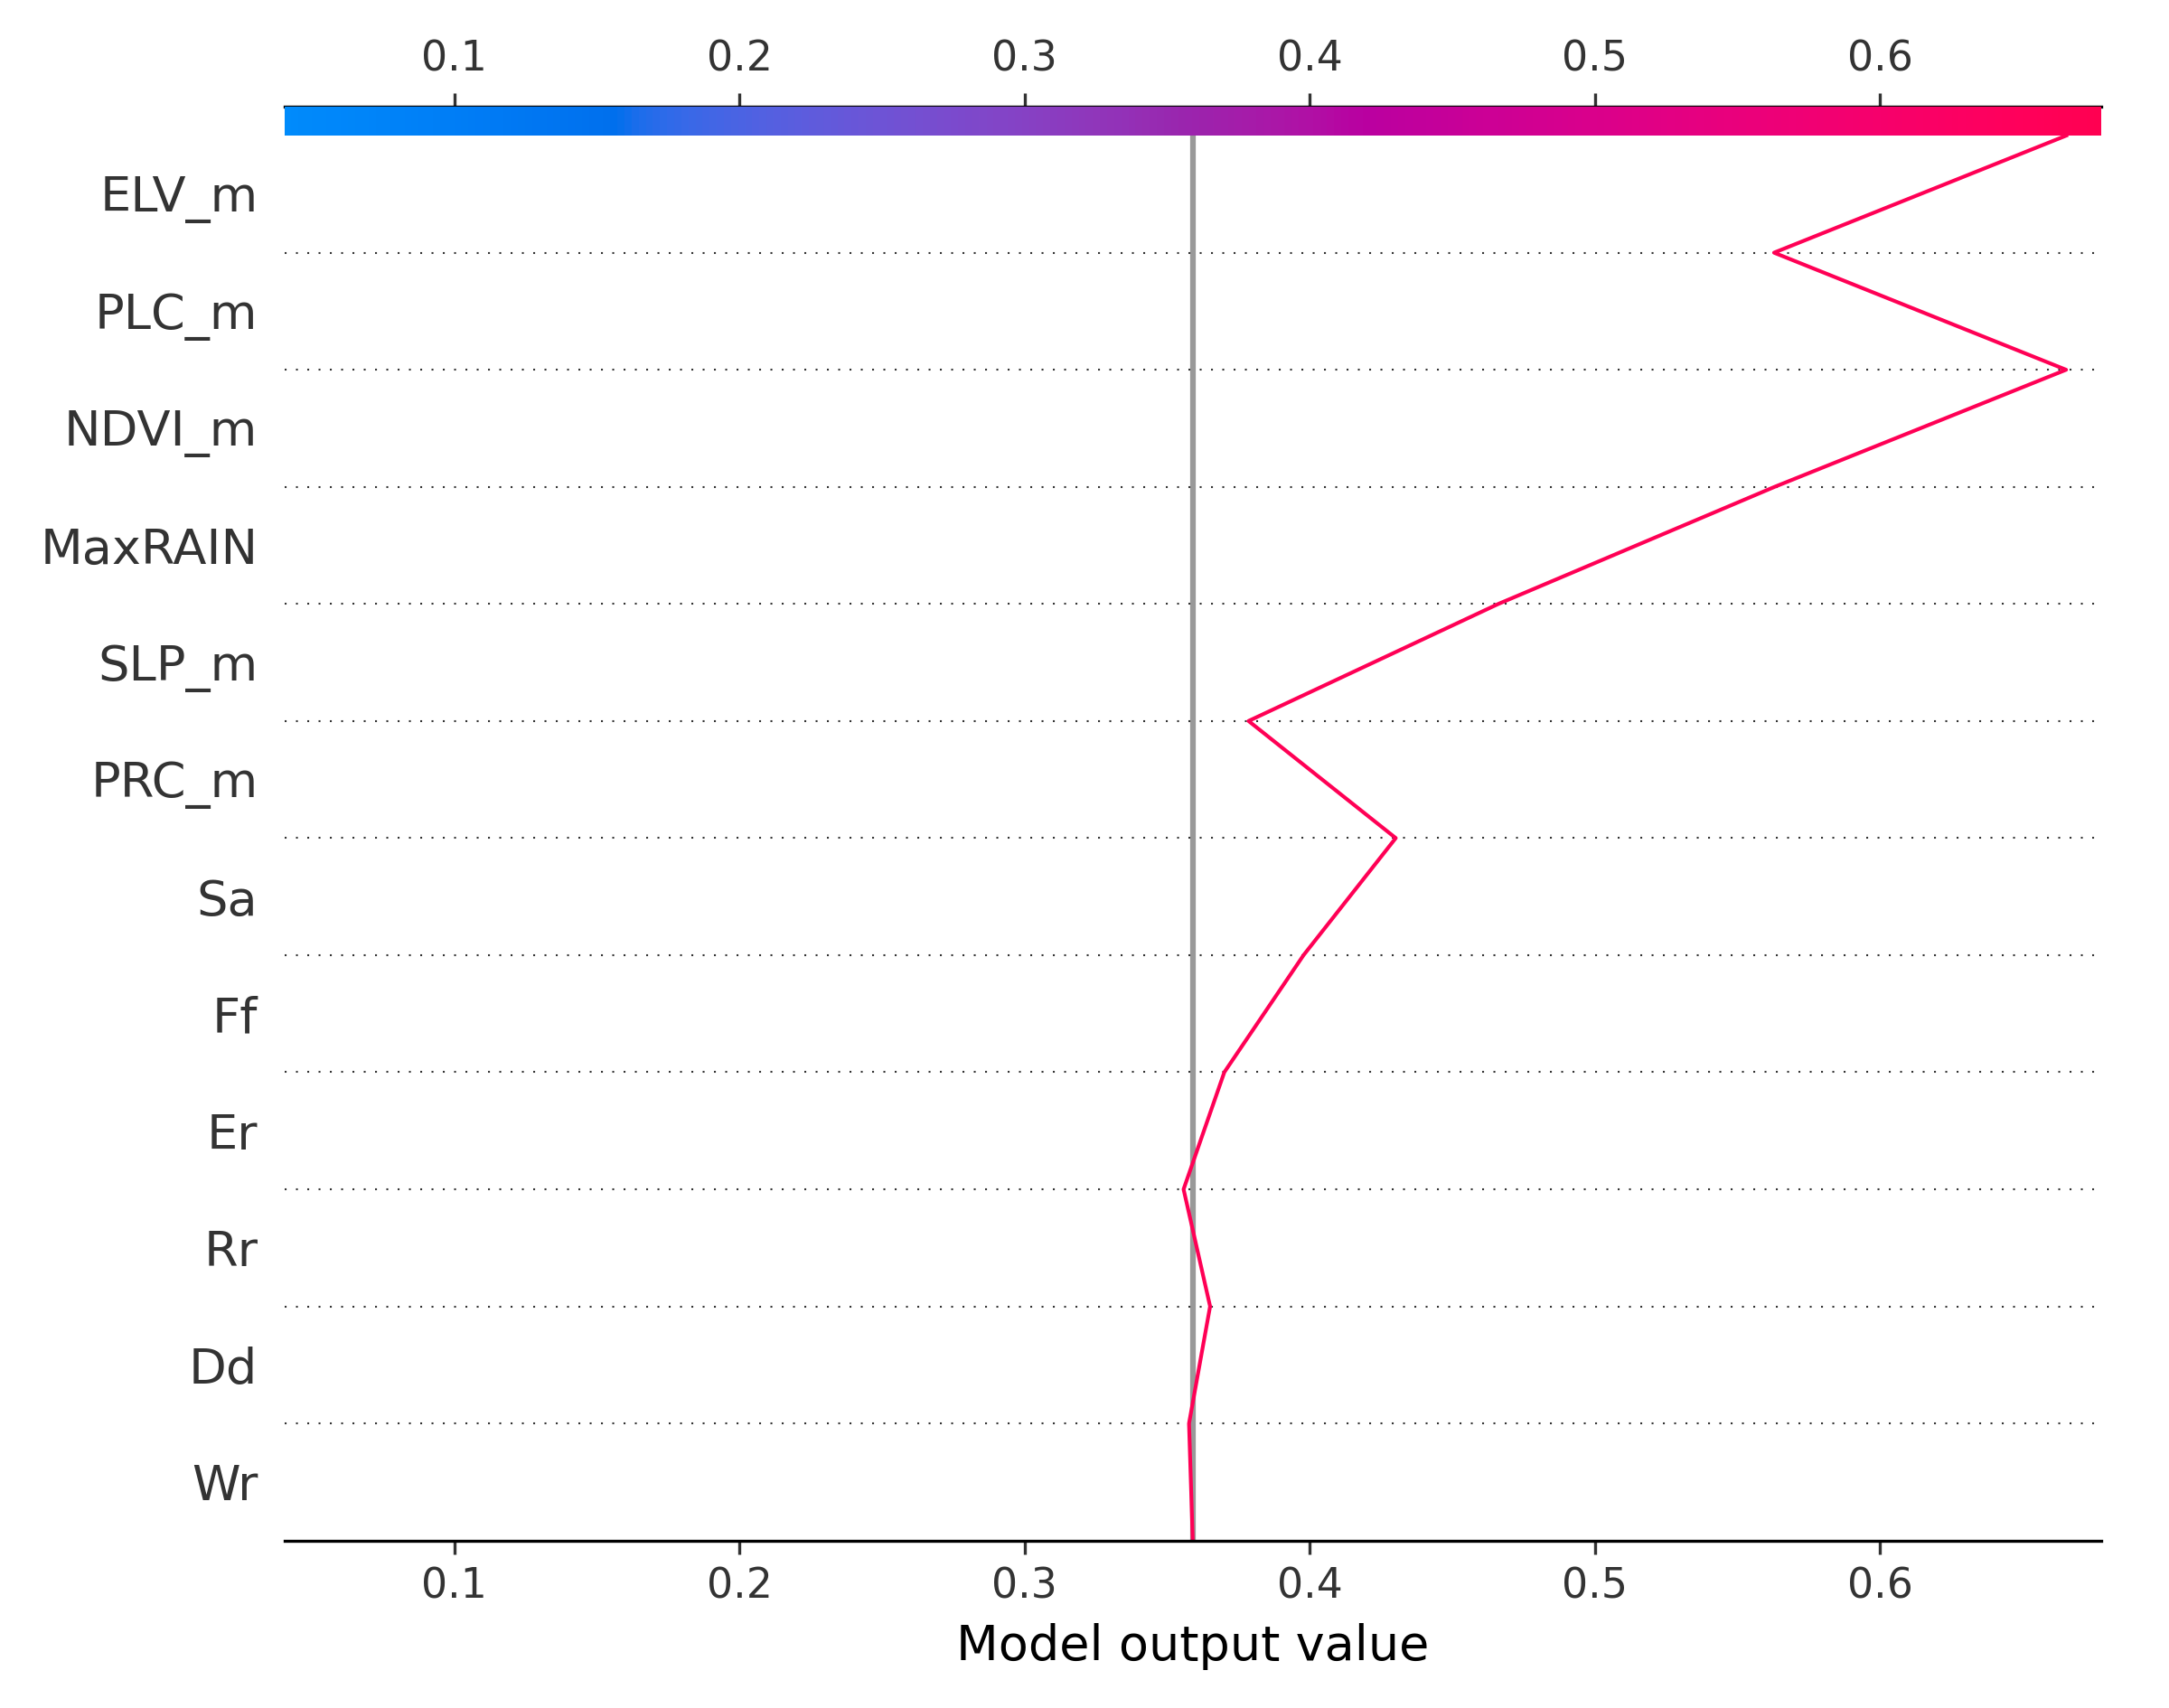 0.1 0.2 0.3 0.4 0.5 0.6
ELV_m
PLC_m
NDVI_m
MaxRAIN
SLP_m
PRC_m
Sa
Ff
Er
Rr
Dd
Wr
0.1 0.2 0.3 0.4 0.5 0.6
Model output value